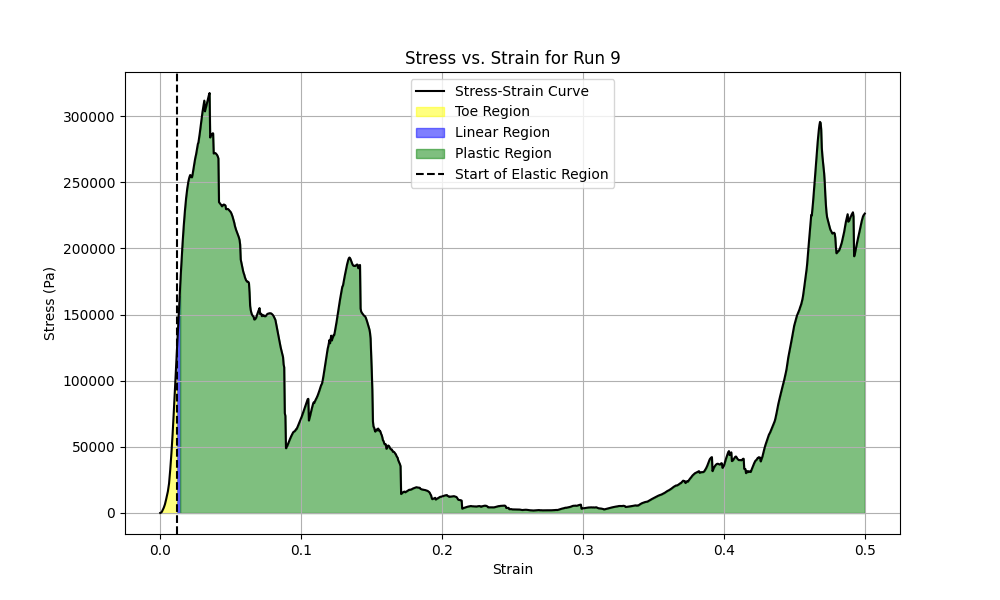 Stress vs. Strain for Run 9
Stress-Strain Curve
Toe Region
Linear Region
Plastic Region
Start of Elastic Region
Stress (Pa)
300000
250000
200000
150000
100000
50000
0
0.0
0.1
0.2
0.3
0.4
0.5
Strain